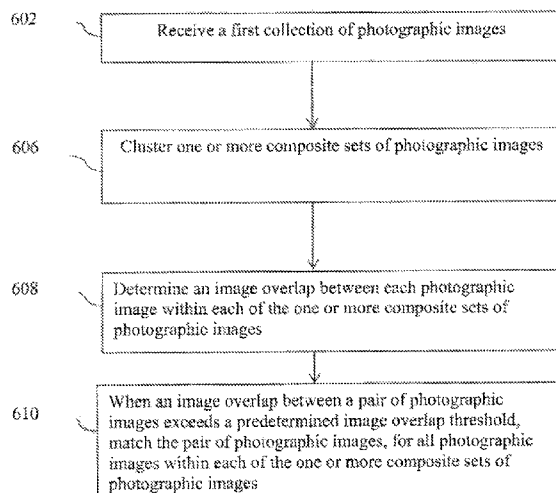 602
Receive a first collection of photographic images
606
Cluster one or more composite sets of photographic images
608
Determine an image overlap between each photographic
image within each of the one or more composite sets of
photographic images
610
When an image overlap between a pair of photographic
images exceeds a predetermined image overlap threshold,
match the pair of photographic images, for all photographic
images within each of the one or more composite sets of
photographic images